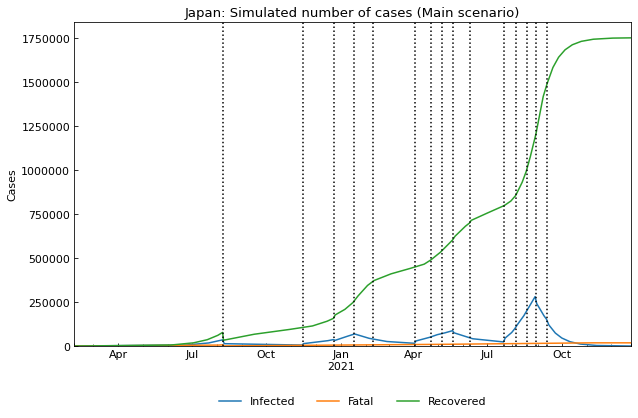 Japan: Simulated number of cases (Main scenario)
1750000
1500000
1250000
1000000
750000
500000
250000
0
Cases
Apr Jul Oct Jan Apr Jul Oct
2021
Infected Fatal Recovered